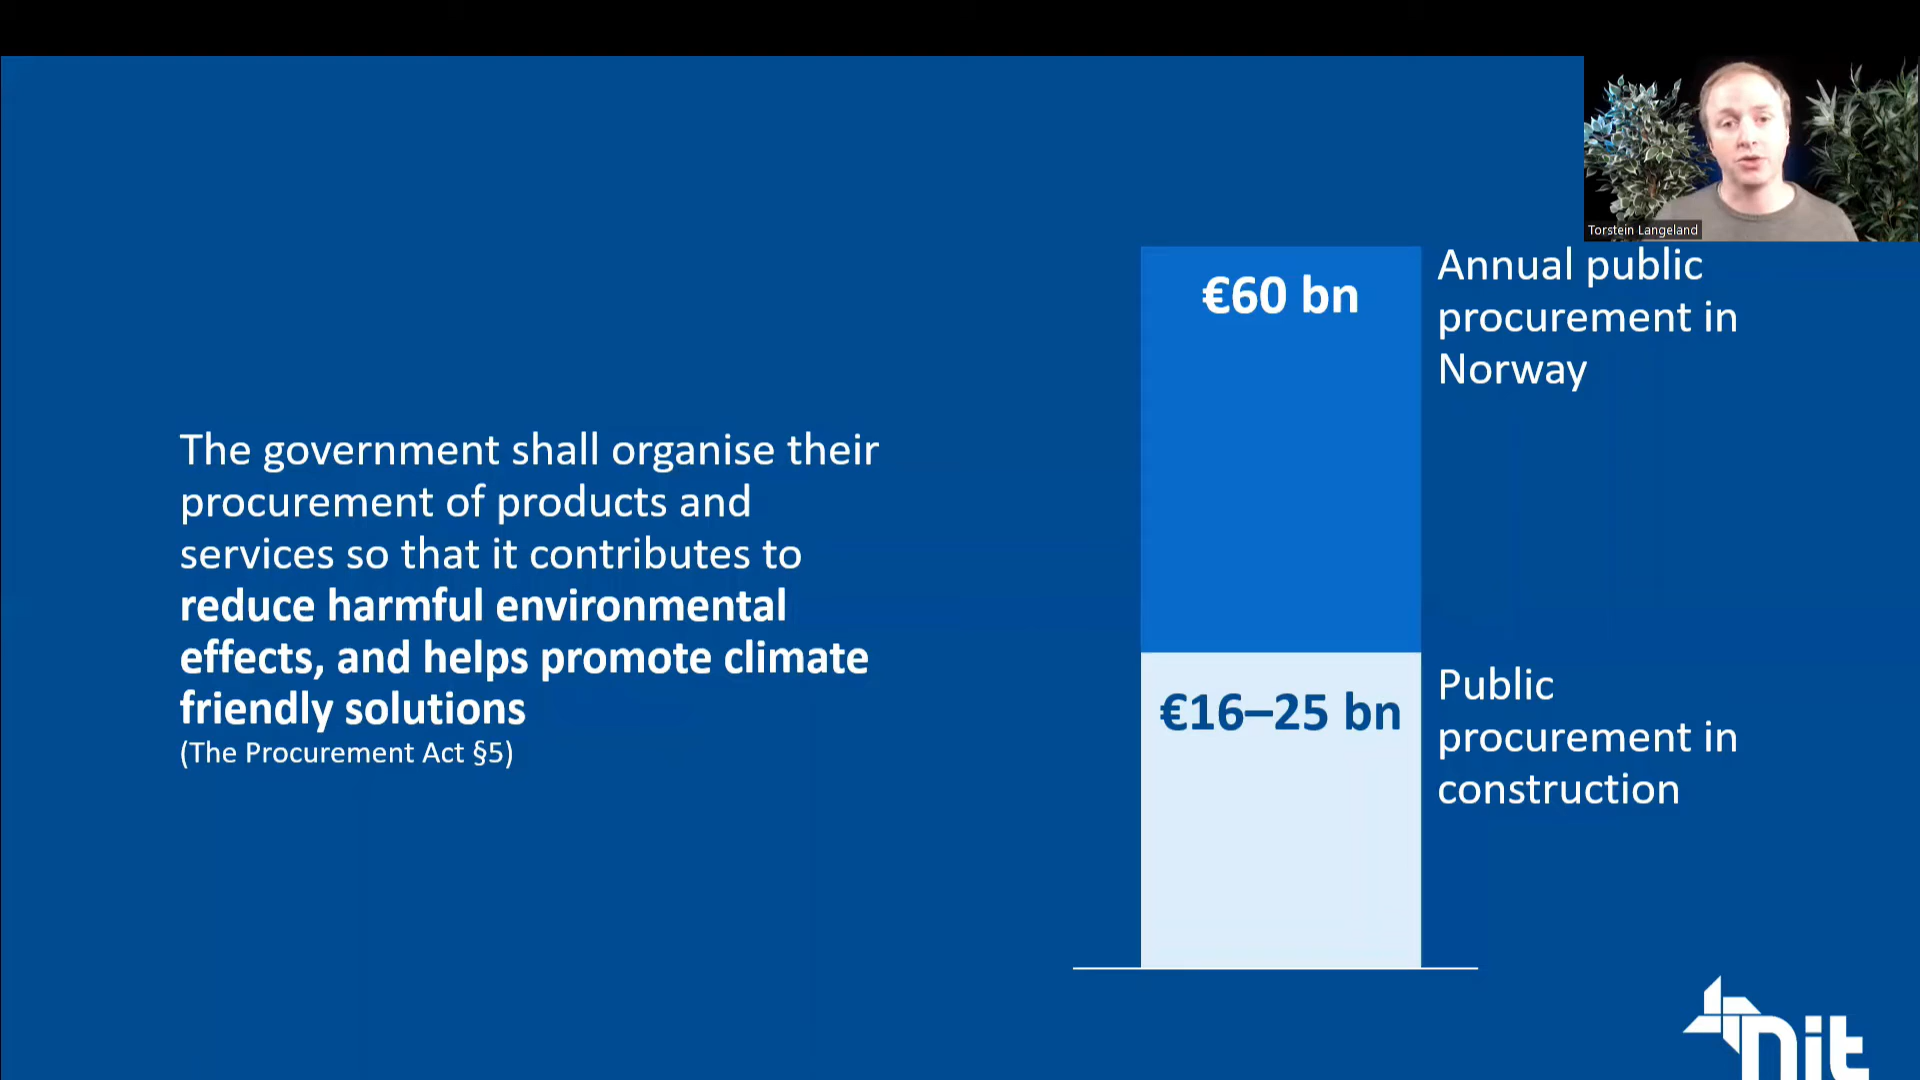 Torstein Langeland
€60 bn
Annual public
procurement in
Norway
The government shall organise their
procurement of products and
services so that it contributes to
reduce harmful environmental
effects, and helps promote climate
friendly solutions
(The Procurement Act §5)
€16–25 bn
Public
procurement in
construction
nit